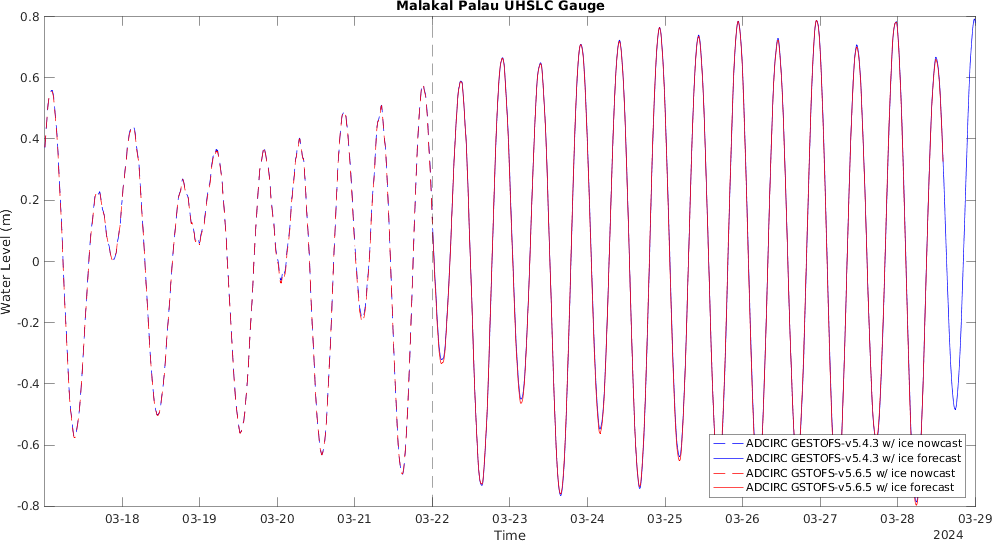 Malakal Palau UHSLC Gauge
0.8
0.6
0.4
0.2
0
-0.2
-0.4
-0.6
-0.8
Water Level (m)
ADCIRC GESTOFS-v5.4.3 w/ ice nowcast
ADCIRC GESTOFS-v5.4.3 w/ ice forecast
ADCIRC GSTOFS-v5.6.5 w/ ice nowcast
ADCIRC GSTOFS-v5.6.5 w/ ice forecast
03-18 03-19 03-20 03-21 03-22 03-23 03-24 03-25 03-26 03-27 03-28 03-29
Time
2024